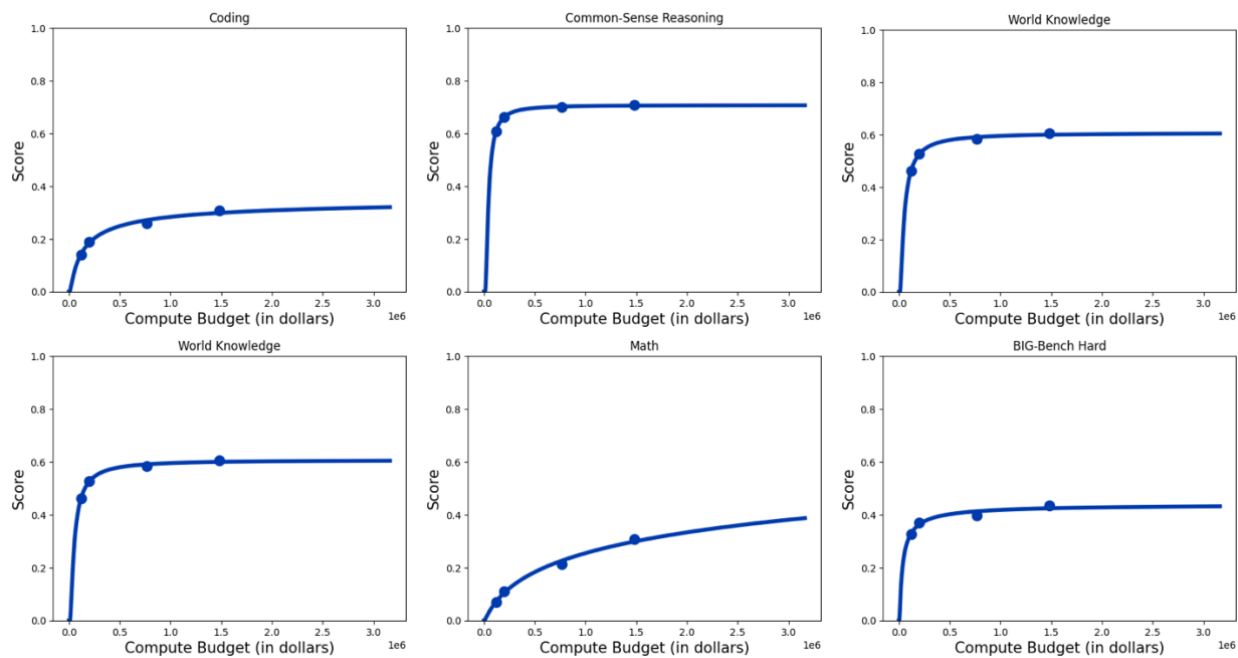 Coding
1.0
0.8
0.6
0.4
0.2
0.0
Score
0.0 0.5 1.0 1.5 2.0 2.5 3.0
1e6
Compute Budget (in dollars)
Common-Sense Reasoning
1.0
0.8
0.6
0.4
0.2
0.0
Score
0.0 0.5 1.0 1.5 2.0 2.5 3.0
1e6
Compute Budget (in dollars)
World Knowledge
1.0
0.8
0.6
0.4
0.2
0.0
Score
0.0 0.5 1.0 1.5 2.0 2.5 3.0
1e6
Compute Budget (in dollars)
World Knowledge
1.0
0.8
0.6
0.4
0.2
0.0
Score
0.0 0.5 1.0 1.5 2.0 2.5 3.0
1e6
Compute Budget (in dollars)
Math
1.0
0.8
0.6
0.4
0.2
0.0
Score
0.0 0.5 1.0 1.5 2.0 2.5 3.0
1e6
Compute Budget (in dollars)
BIG-Bench Hard
1.0
0.8
0.6
0.4
0.2
0.0
Score
0.0 0.5 1.0 1.5 2.0 2.5 3.0
1e6
Compute Budget (in dollars)